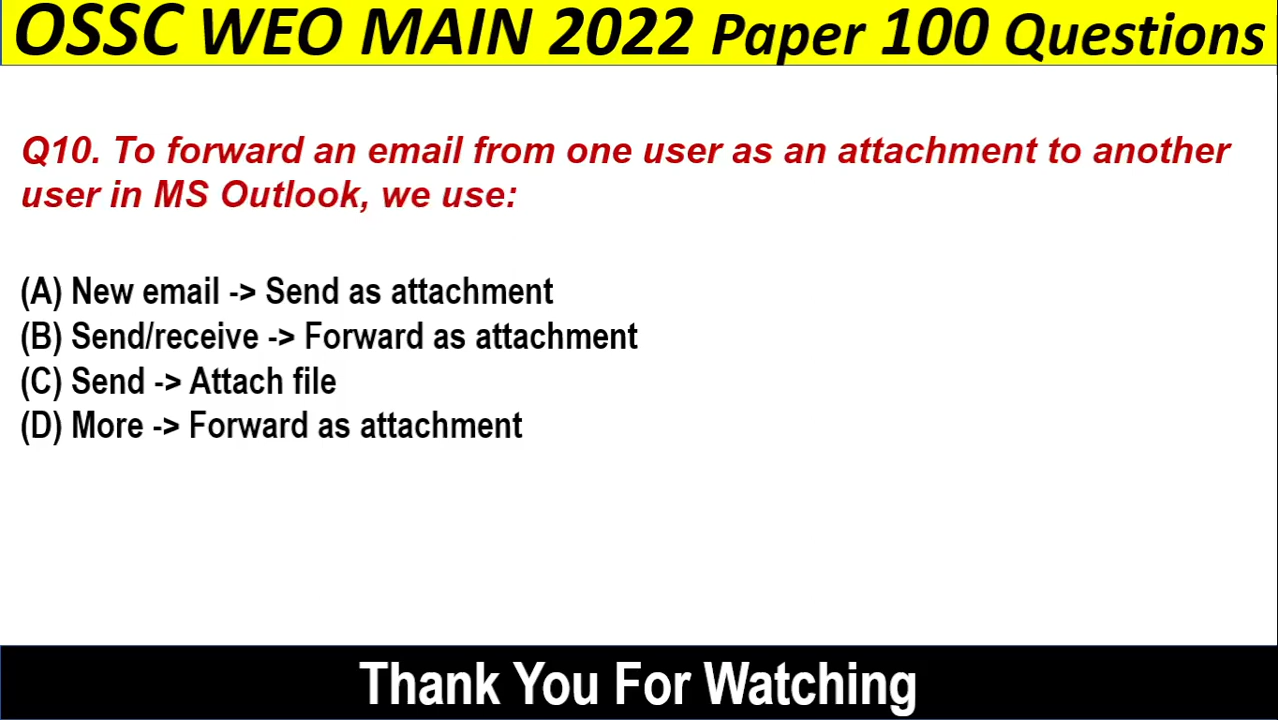 OSSC WEO MAIN 2022 Paper 100 Questions
Q10. To forward an email from one user as an attachment to another
user in MS Outlook, we use:
(A) New email -> Send as attachment
(B) Send/receive -> Forward as attachment
(C) Send -> Attach file
(D) More -> Forward as attachment
Thank You For Watching